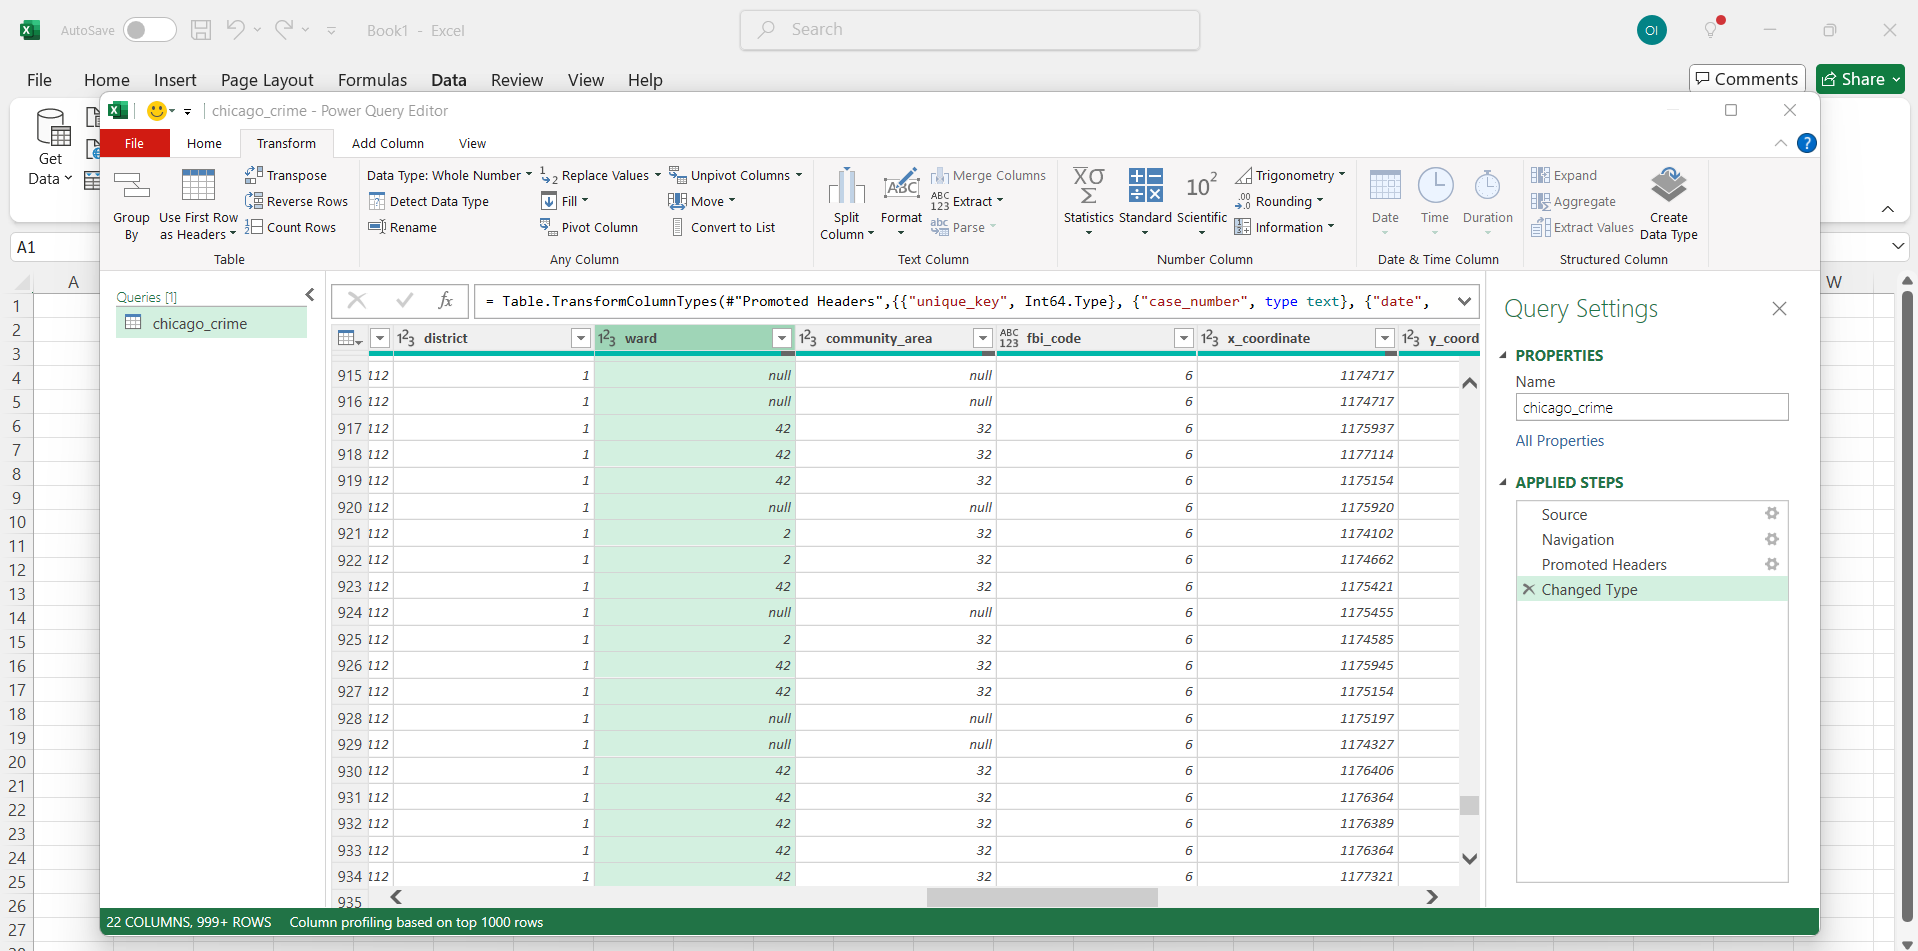 AutoSave
Book1 - Excel
Search
OI
File Home Insert Page Layout Formulas Data Review View Help
Comments
Share
Get
Data
chicago_crime - Power Query Editor
File Home Transform Add Column View
?
Group
By
Use First Row
as Headers
Transpose
Reverse Rows
Count Rows
Table
Data Type: Whole Number
Detect Data Type
Rename
Replace Values
Fill
Pivot Column
Unpivot Columns
Move
Convert to List
Any Column
Split
Column
Format
Merge Columns
Extract
Parse
Text Column
Statistics
Standard
Scientific
Trigonometry
Rounding
Information
Number Column
Date
Time
Duration
Date & Time Column
Expand
Aggregate
Extract Values
Create
Data Type
Structured Column
A1
Queries [1]
chicago_crime
fx
= Table.TransformColumnTypes(#"Promoted Headers",{{"unique_key", Int64.Type}, {"case_number", type text}, {"date",
district ward community_area fbi_code x_coordinate y_coord
915 112 1 null null 6 1174717
916 112 1 null null 6 1174717
917 112 1 42 32 6 1175937
918 112 1 42 32 6 1177114
919 112 1 42 32 6 1175154
920 112 1 null null 6 1175920
921 112 1 2 32 6 1174102
922 112 1 2 32 6 1174662
923 112 1 42 32 6 1175421
924 112 1 null null 6 1175455
925 112 1 2 32 6 1174585
926 112 1 42 32 6 1175945
927 112 1 42 32 6 1175154
928 112 1 null null 6 1175197
929 112 1 null null 6 1174327
930 112 1 42 32 6 1176406
931 112 1 42 32 6 1176364
932 112 1 42 32 6 1176389
933 112 1 42 32 6 1176364
934 112 1 42 32 6 1177321
935
Query Settings
PROPERTIES
Name
chicago_crime
All Properties
APPLIED STEPS
Source
Navigation
Promoted Headers
Changed Type
22 COLUMNS, 999+ ROWS
Column profiling based on top 1000 rows
A
W
1
2
3
4
5
6
7
8
9
10
11
12
13
14
15
16
17
18
19
20
21
22
23
24
25
26
27